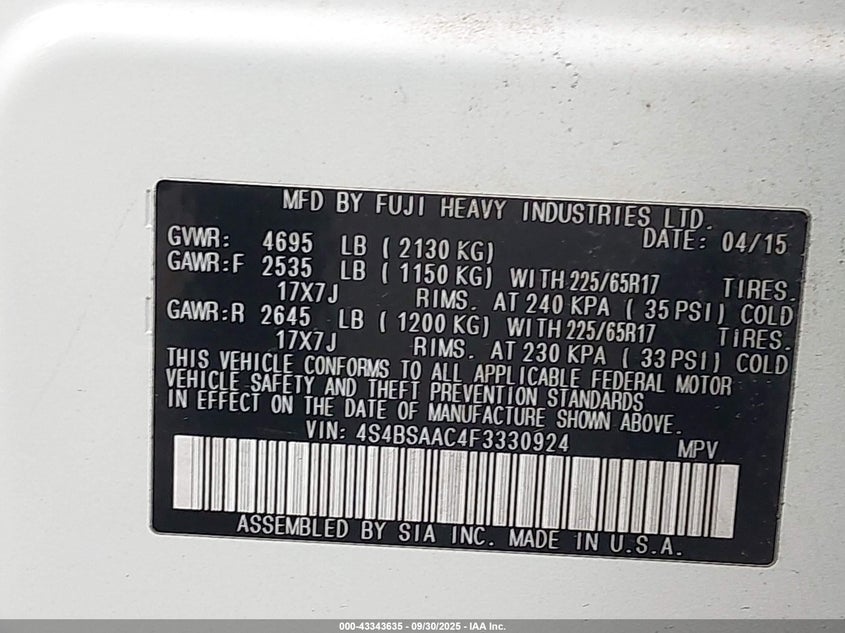 MFD BY FUJI HEAVY INDUSTRIES LTD.
DATE: 04/15
GVWR: 4695 LB ( 2130 KG)
GAWR:F 2535 LB ( 1150 KG) WITH 225/65R17 TIRES.
17X7J RIMS. AT 240 KPA ( 35 PSI) COLD
GAWR:R 2645 LB ( 1200 KG) WITH 225/65R17 TIRES.
17X7J RIMS. AT 230 KPA ( 33 PSI) COLD
THIS VEHICLE CONFORMS TO ALL APPLICABLE FEDERAL MOTOR
VEHICLE SAFETY AND THEFT PREVENTION STANDARDS
IN EFFECT ON THE DATE OF MANUFACTURE SHOWN ABOVE.
VIN: 4S4BSAAC4F3330924 MPV
ASSEMBLED BY SIA INC. MADE IN U.S.A.
000-43343635 - 09/30/2025 - IAA Inc.